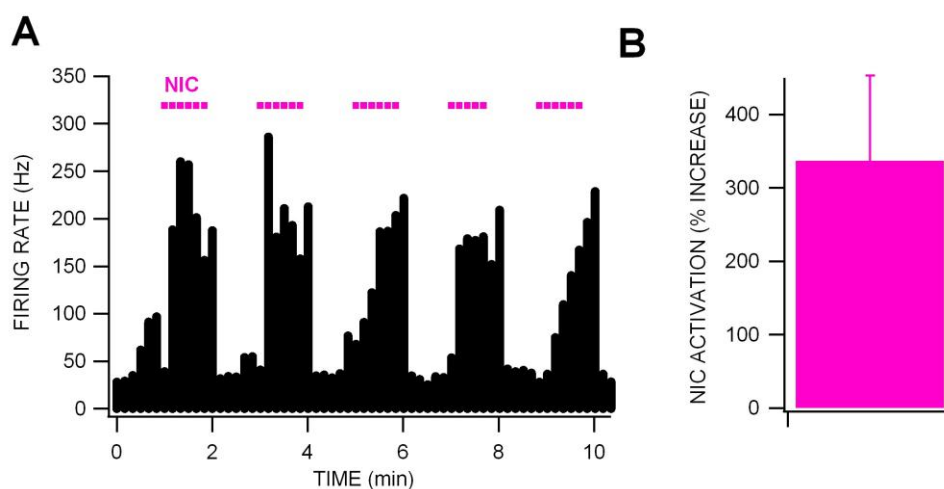 A
B
FIRING RATE (Hz)
350
300
250
200
150
100
50
0
NIC
0 2 4 6 8 10
TIME (min)
NIC ACTIVATION (% INCREASE)
400
300
200
100
0